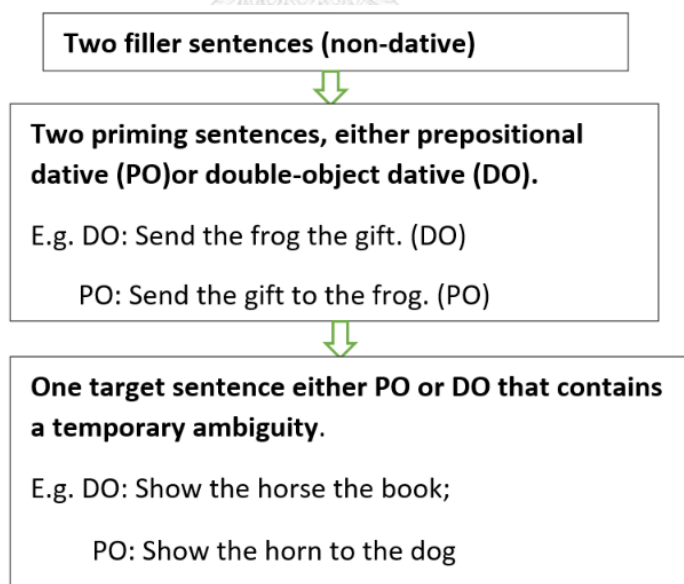 Two filler sentences (non-dative)
Two priming sentences, either prepositional
dative (PO)or double-object dative (DO).
E.g. DO: Send the frog the gift. (DO)
PO: Send the gift to the frog. (PO)
One target sentence either PO or DO that contains
a temporary ambiguity.
E.g. DO: Show the horse the book;
PO: Show the horn to the dog